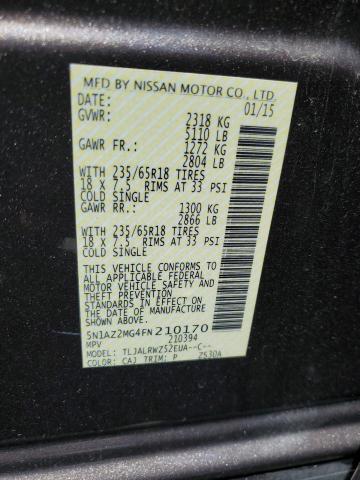 MFD BY NISSAN MOTOR CO., LTD.
DATE: 01/15
GVWR: 2318 KG
5110 LB
GAWR FR.: 1272 KG
2804 LB
WITH 235/65R18 TIRES
18 X 7.5 RIMS AT 33 PSI
COLD SINGLE
GAWR RR.: 1300 KG
2866 LB
WITH 235/65R18 TIRES
18 X 7.5 RIMS AT 33 PSI
COLD SINGLE
THIS VEHICLE CONFORMS
TO ALL APPLICABLE FEDERAL
MOTOR VEHICLE SAFETY AND
THEFT PREVENTION
STANDARDS IN EFFECT ON
THE DATE OF MANUFACTURE
SHOWN ABOVE.
5N1AZ2MG4FN210170
MPV 210394
MODEL: TLJALRWZ52EUA--C--
COLOR: CAJ TRIM: P Z530A